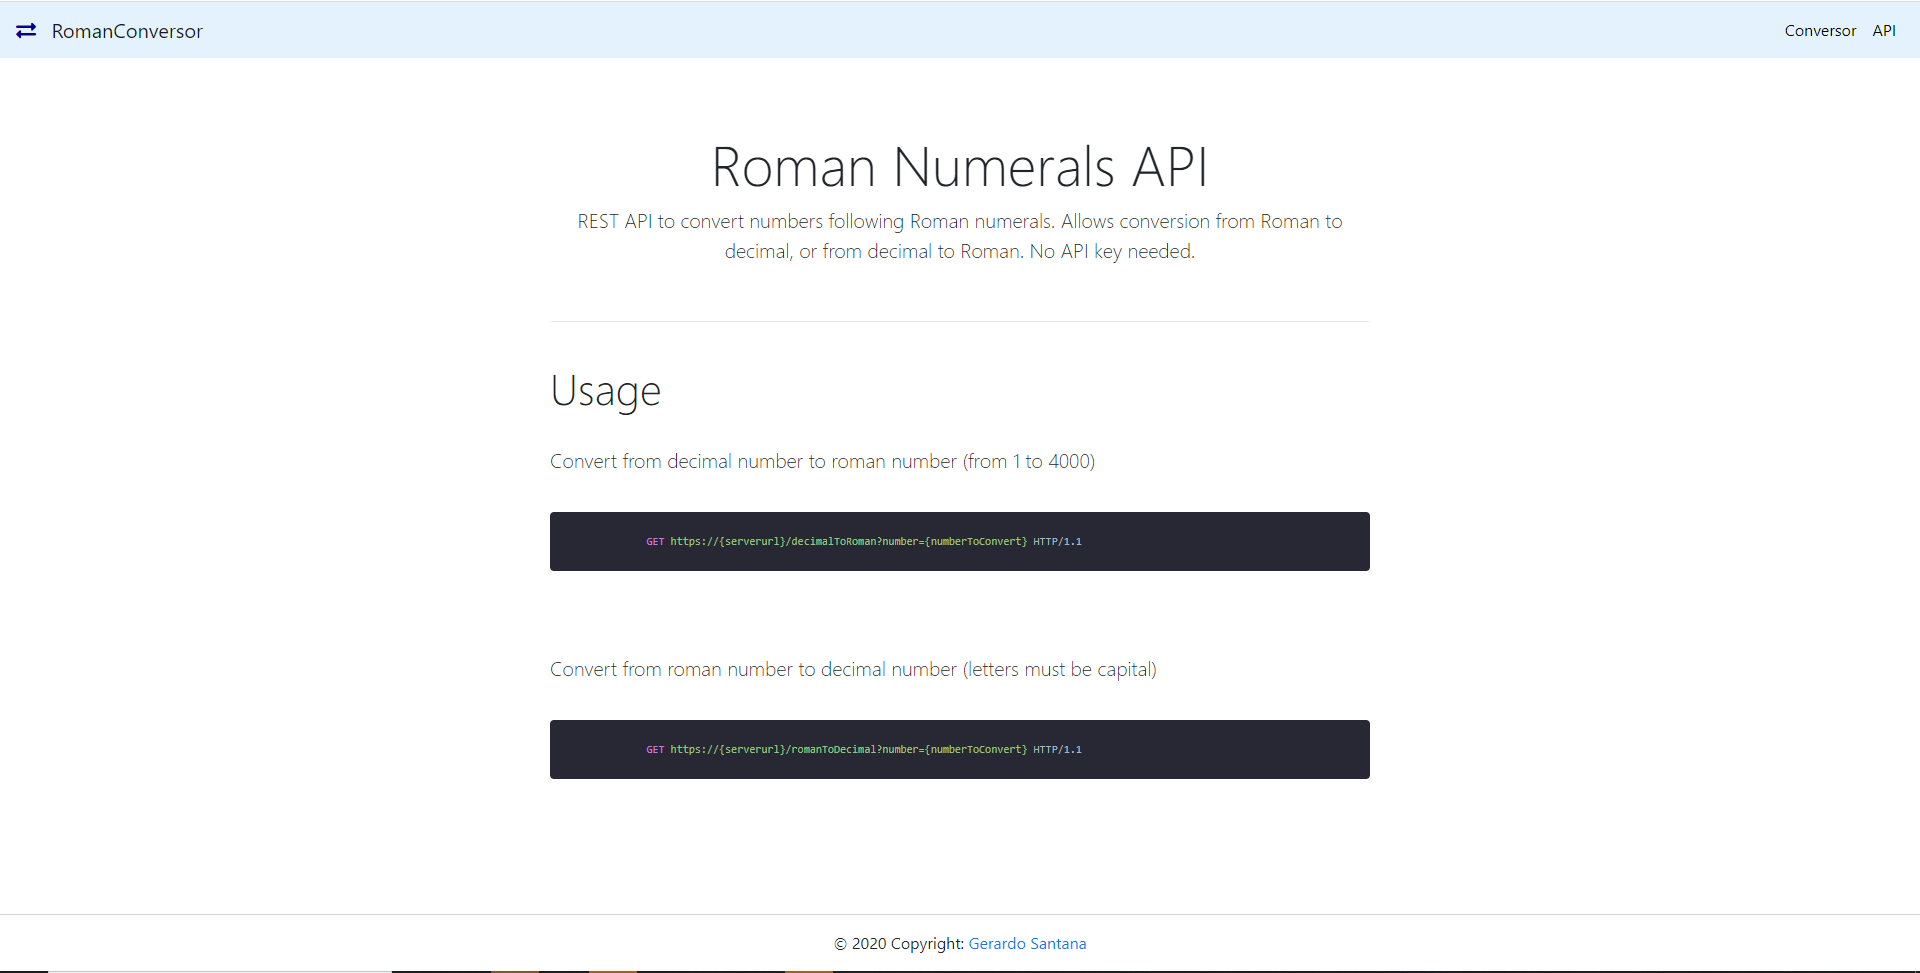 RomanConversor
Conversor API
Roman Numerals API
REST API to convert numbers following Roman numerals. Allows conversion from Roman to
decimal, or from decimal to Roman. No API key needed.
Usage
Convert from decimal number to roman number (from 1 to 4000)
GET https://{serverurl}/decimalToRoman?number={numberToConvert} HTTP/1.1
Convert from roman number to decimal number (letters must be capital)
GET https://{serverurl}/romanToDecimal?number={numberToConvert} HTTP/1.1
© 2020 Copyright: Gerardo Santana